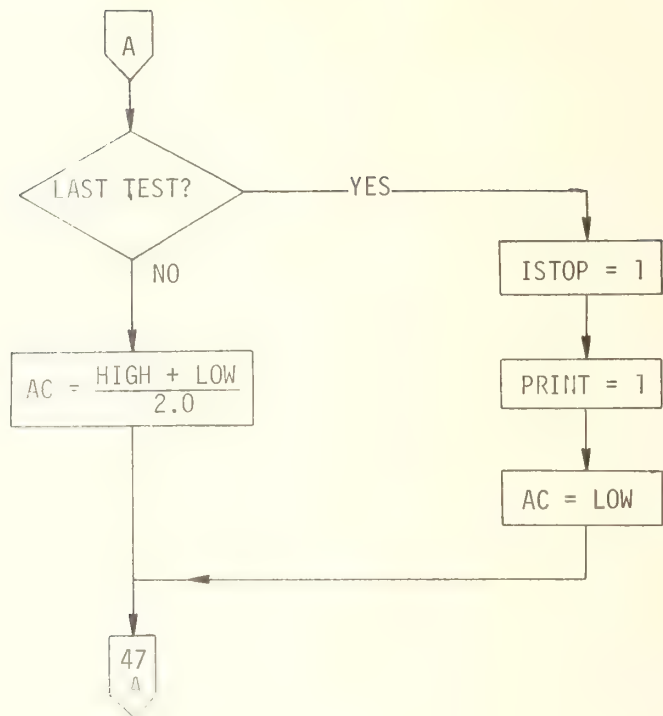 A
LAST TEST?
YES
NO
ISTOP = 1
AC = HIGH + LOW
2.0
PRINT = 1
AC = LOW
47
A